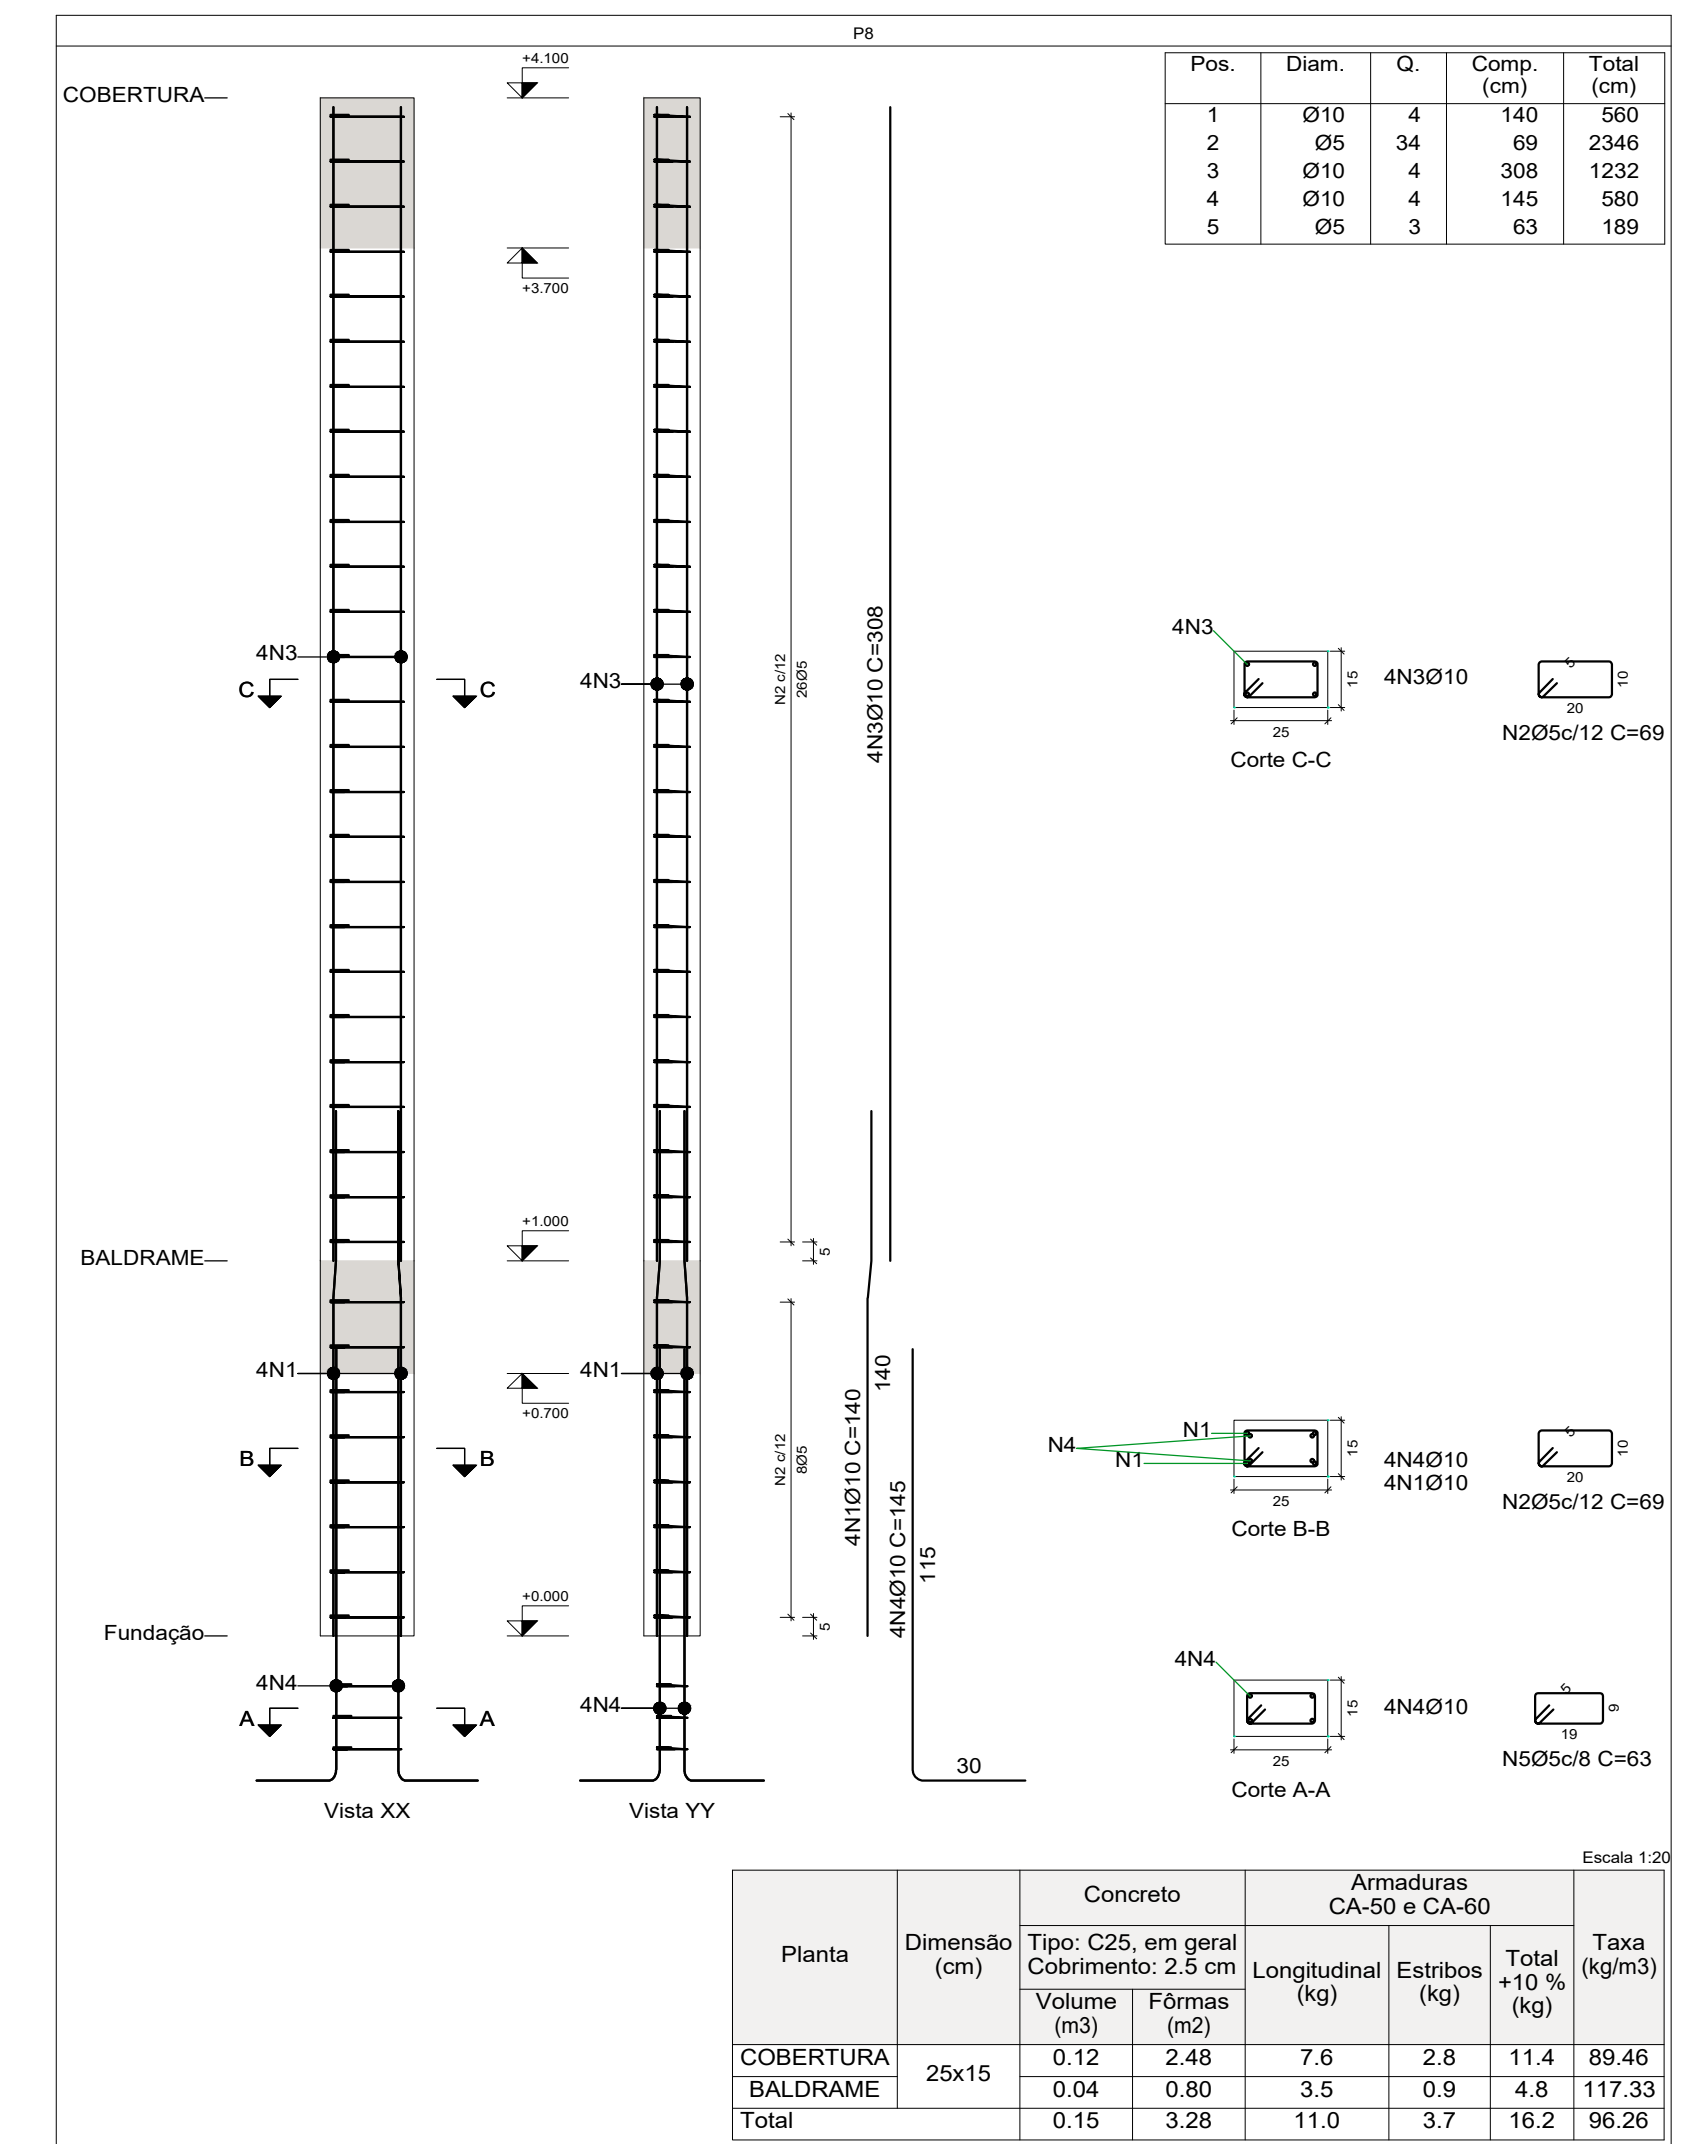 P8
Pos. Diam. Q. Comp. (cm) Total (cm)
1 Ø10 4 140 560
2 Ø5 34 69 2346
3 Ø10 4 308 1232
4 Ø10 4 145 580
5 Ø5 3 63 189
COBERTURA
+4.100
+3.700
4N3
C C
4N3
N2 c/12
26Ø5
4N3Ø10 C=308
4N3
15
25
4N3Ø10
Corte C-C
5
10
20
N2Ø5c/12 C=69
BALDRAME
+1.000
5
4N1
4N1
+0.700
B B
N2 c/12
8Ø5
4N1Ø10 C=140
140
4N4Ø10 C=145
115
N1
N4
N1
15
25
4N4Ø10
4N1Ø10
Corte B-B
5
10
20
N2Ø5c/12 C=69
Fundação
+0.000
5
4N4
4N4
A A
30
4N4
15
25
4N4Ø10
Corte A-A
5
9
19
N5Ø5c/8 C=63
Vista XX
Vista YY
Escala 1:20
Planta
Dimensão
(cm)
Concreto
Tipo: C25, em geral
Cobrimento: 2.5 cm
Volume
(m3)
Fôrmas
(m2)
Armaduras
CA-50 e CA-60
Longitudinal
(kg)
Estribos
(kg)
Total
+10 %
(kg)
Taxa
(kg/m3)
COBERTURA 25x15 0.12 2.48 7.6 2.8 11.4 89.46
BALDRAME 0.04 0.80 3.5 0.9 4.8 117.33
Total 0.15 3.28 11.0 3.7 16.2 96.26